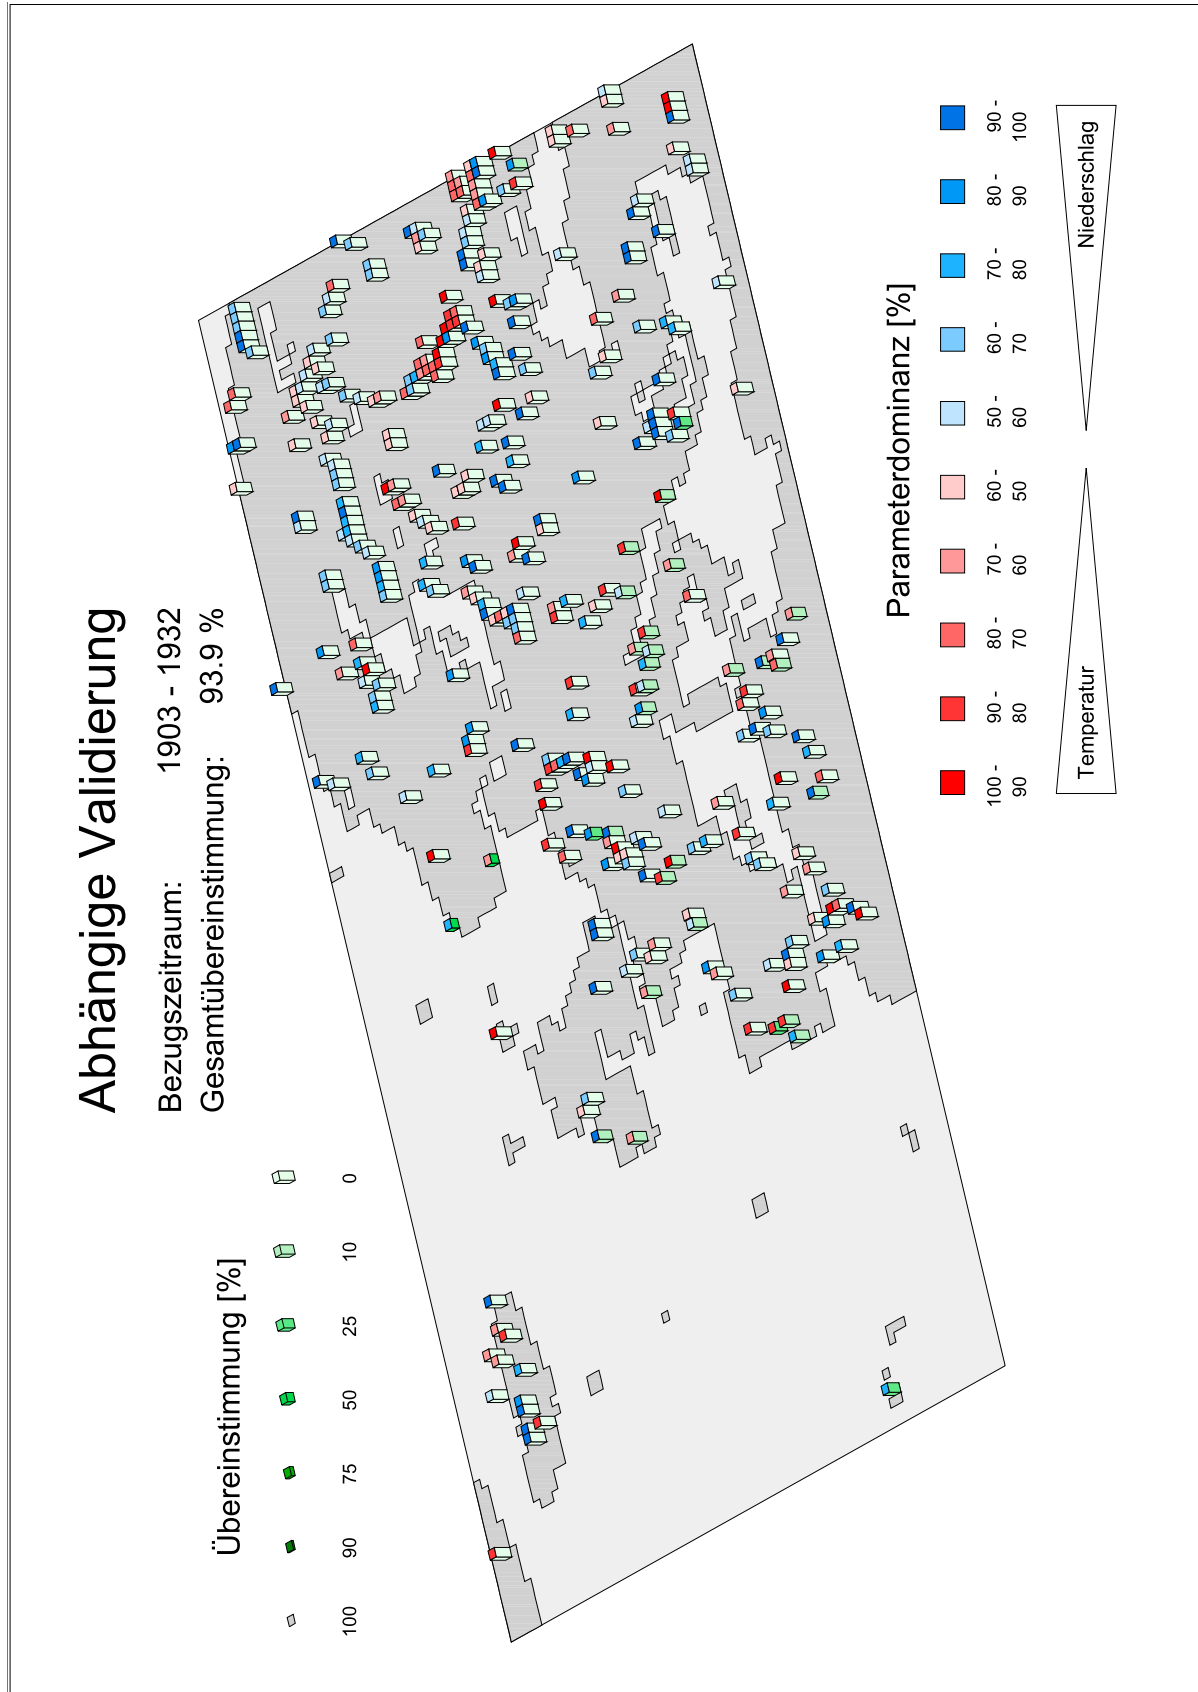 Abhängige Validierung
Bezugszeitraum: 1903 - 1932
Gesamtübereinstimmung: 93.9 %
Übereinstimmung [%]
100 90 75 50 25 10 0
Parameterdominanz [%]
100 - 90 - 80 - 70 - 60 - 50 - 60 - 70 - 80 - 90 -
90 80 70 60 50 60 70 80 90 100
Temperatur Niederschlag